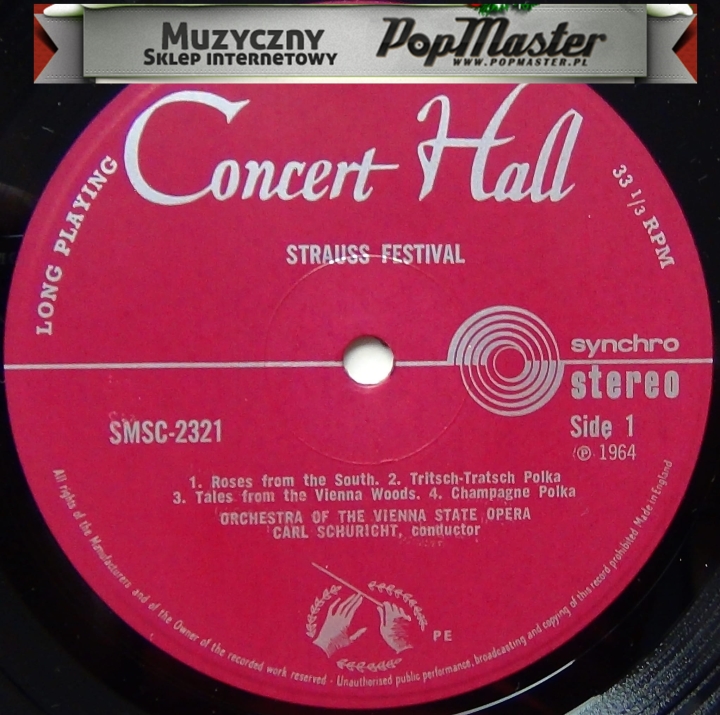 Muzyczny
Sklep internetowy
PopMaster
www.popmaster.pl
Concert Hall
LONG PLAYING
33 1/3 RPM
STRAUSS FESTIVAL
synchro
stereo
SMSC-2321
Side 1
℗ 1964
1. Roses from the South. 2. Tritsch-Tratsch Polka
3. Tales from the Vienna Woods. 4. Champagne Polka
ORCHESTRA OF THE VIENNA STATE OPERA
CARL SCHURICHT, conductor
PE
All rights of the Manufacturers and of the Owner of the recorded work reserved · Unauthorised public performance, broadcasting and copying of this record prohibited Made in England